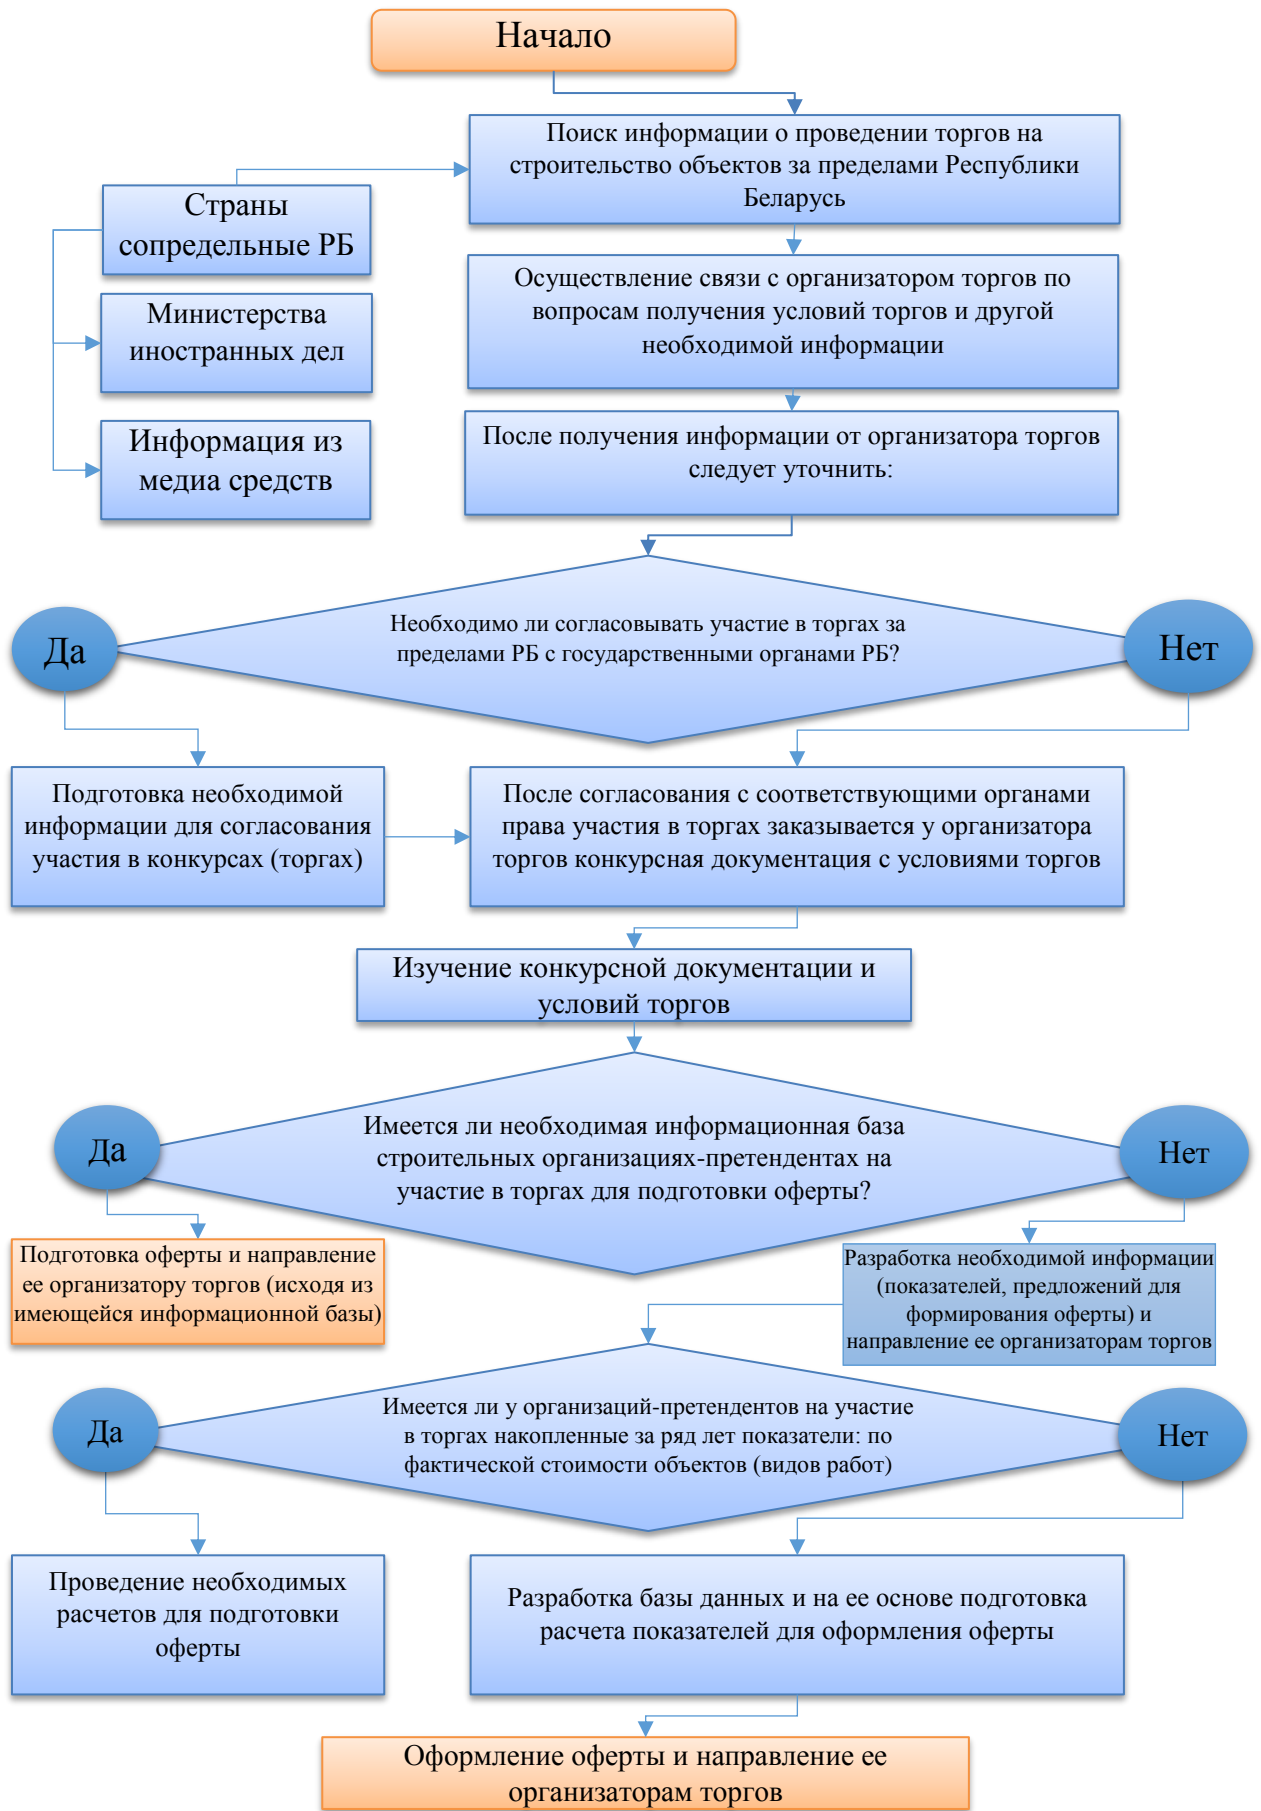 Начало
Поиск информации о проведении торгов на
строительство объектов за пределами Республики
Беларусь
Страны
сопредельные РБ
Министерства
иностранных дел
Информация из
медиа средств
Осуществление связи с организатором торгов по
вопросам получения условий торгов и другой
необходимой информации
После получения информации от организатора торгов
следует уточнить:
Да
Необходимо ли согласовывать участие в торгах за
пределами РБ с государственными органами РБ?
Нет
Подготовка необходимой
информации для согласования
участия в конкурсах (торгах)
После согласования с соответствующими органами
права участия в торгах заказывается у организатора
торгов конкурсная документация с условиями торгов
Изучение конкурсной документации и
условий торгов
Да
Имеется ли необходимая информационная база
строительных организациях-претендентах на
участие в торгах для подготовки оферты?
Нет
Подготовка оферты и направление
ее организатору торгов (исходя из
имеющейся информационной базы)
Разработка необходимой информации
(показателей, предложений для
формирования оферты) и
направление ее организаторам торгов
Да
Имеется ли у организаций-претендентов на участие
в торгах накопленные за ряд лет показатели: по
фактической стоимости объектов (видов работ)
Нет
Проведение необходимых
расчетов для подготовки
оферты
Разработка базы данных и на ее основе подготовка
расчета показателей для оформления оферты
Оформление оферты и направление ее
организаторам торгов